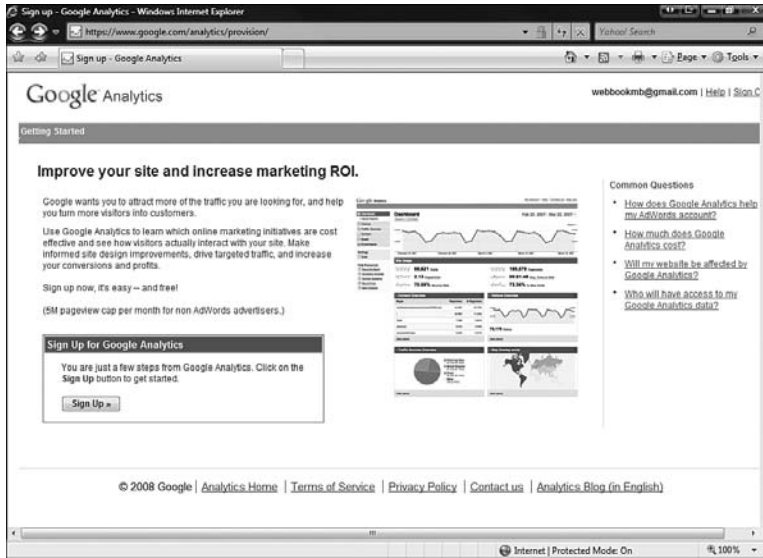 Sign up - Google Analytics - Windows Internet Explorer
https://www.google.com/analytics/provision/
Yahoo! Search
Sign up - Google Analytics
Page
Tools
Google Analytics
webbookmb@gmail.com | Help | Sign O
Getting Started
Improve your site and increase marketing ROI.
Google wants you to attract more of the traffic you are looking for, and help
you turn more visitors into customers.
Use Google Analytics to learn which online marketing initiatives are cost
effective and see how visitors actually interact with your site. Make
informed site design improvements, drive targeted traffic, and increase
your conversions and profits.
Sign up now, it's easy -- and free!
(5M pageview cap per month for non AdWords advertisers.)
Sign Up for Google Analytics
You are just a few steps from Google Analytics. Click on the
Sign Up button to get started.
Sign Up »
Dashboard
Common Questions
• How does Google Analytics help
my AdWords account?
• How much does Google
Analytics cost?
• Will my website be affected by
Google Analytics?
• Who will have access to my
Google Analytics data?
© 2008 Google | Analytics Home | Terms of Service | Privacy Policy | Contact us | Analytics Blog (in English)
Internet | Protected Mode: On
100%